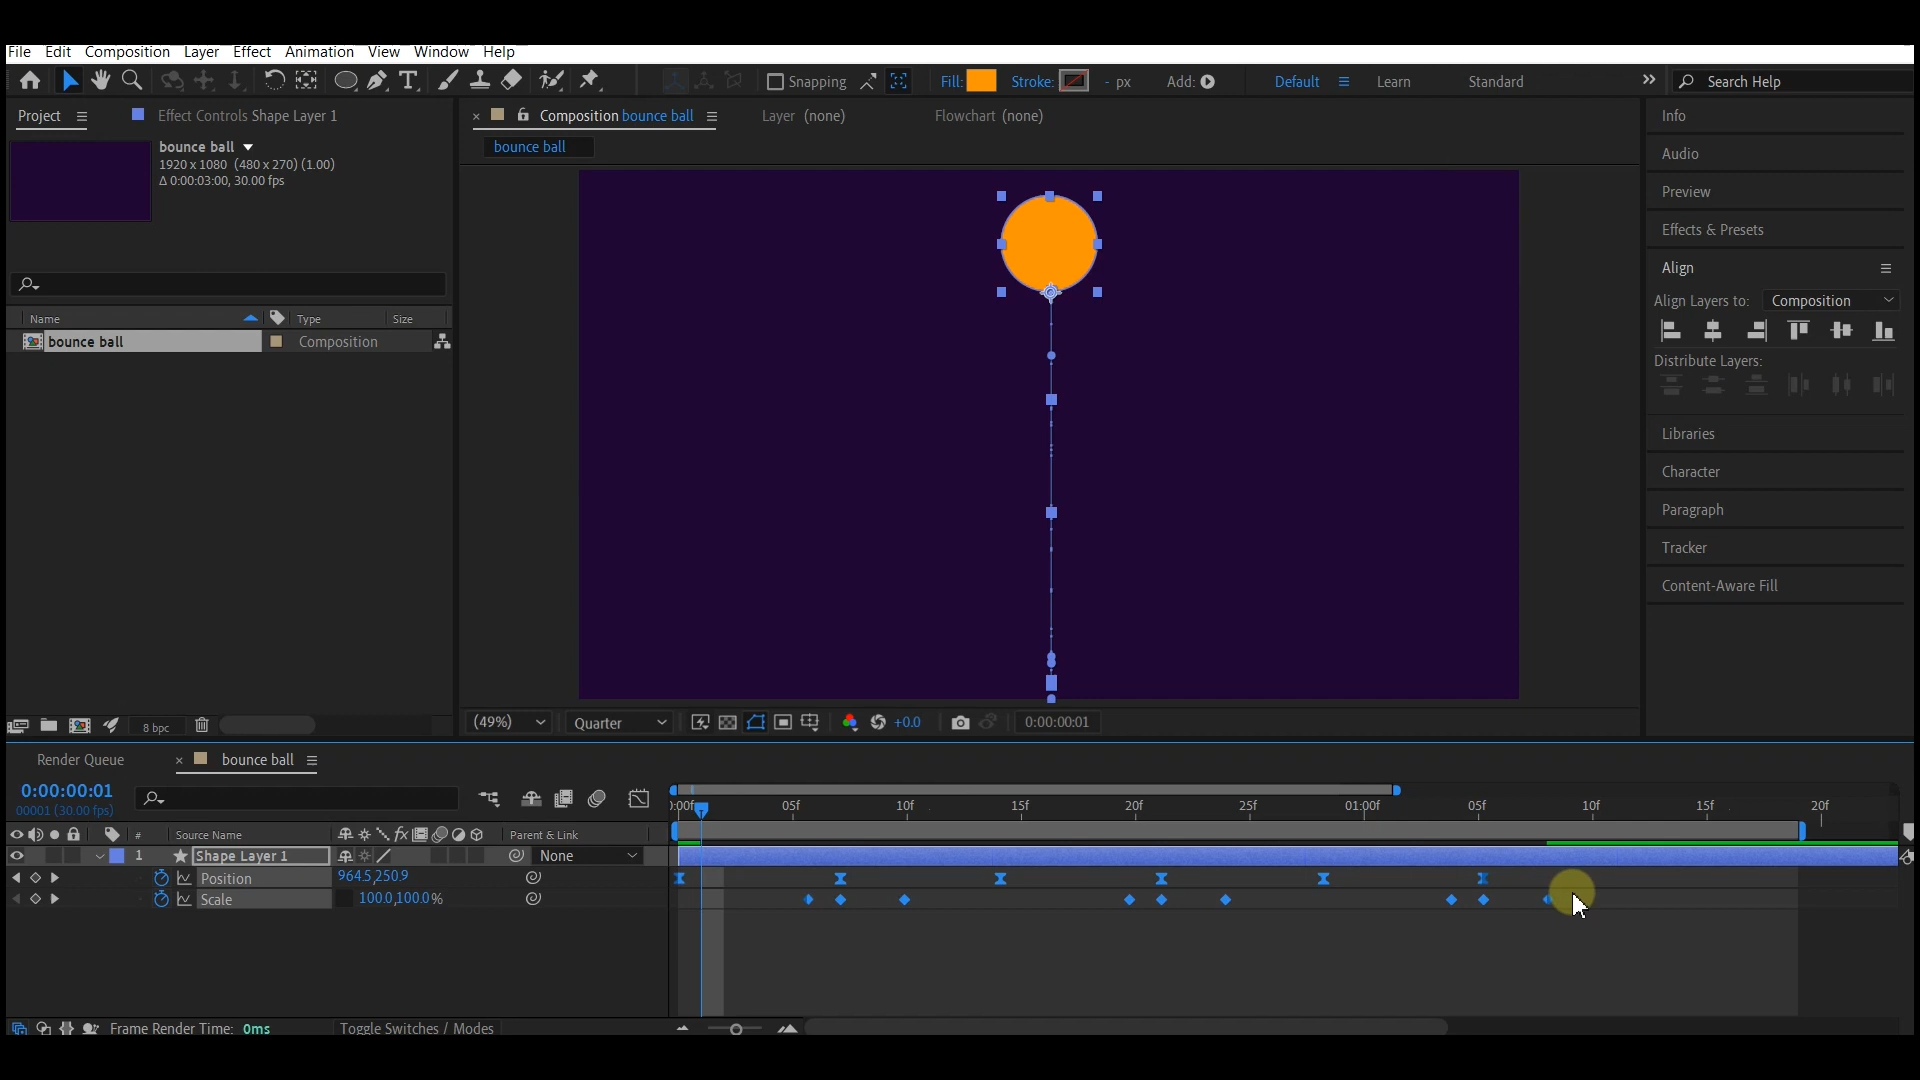 File Edit Composition Layer Effect Animation View Window Help
Snapping Fill: Stroke: - px Add: Default Learn Standard Search Help
Project Effect Controls Shape Layer 1
bounce ball
1920 x 1080 (480 x 270) (1.00)
Δ 0:00:03:00, 30.00 fps
Name Type Size
bounce ball Composition
8 bpc
Composition bounce ball Layer (none) Flowchart (none)
bounce ball
(49%) Quarter +0.0 0:00:00:01
Info
Audio
Preview
Effects & Presets
Align
Align Layers to: Composition
Distribute Layers:
Libraries
Character
Paragraph
Tracker
Content-Aware Fill
Render Queue bounce ball
0:00:00:01
00001 (30.00 fps)
):00f 05f 10f 15f 20f 25f 01:00f 05f 10f 15f 20f
# Source Name fx Parent & Link
1 Shape Layer 1 None
Position 964.5,250.9
Scale 100.0,100.0%
Frame Render Time: 0ms Toggle Switches / Modes